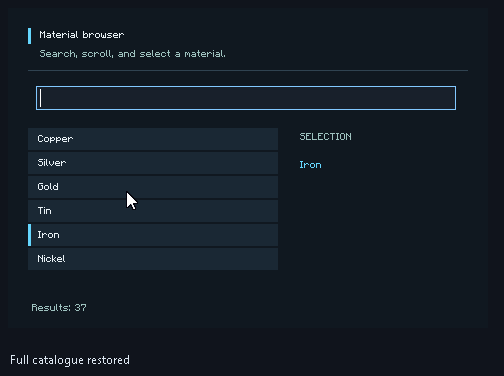 Material browser
Search, scroll, and select a material.
Copper
Silver
Gold
Tin
Iron
Nickel
SELECTION
Iron
Results: 37
Full catalogue restored